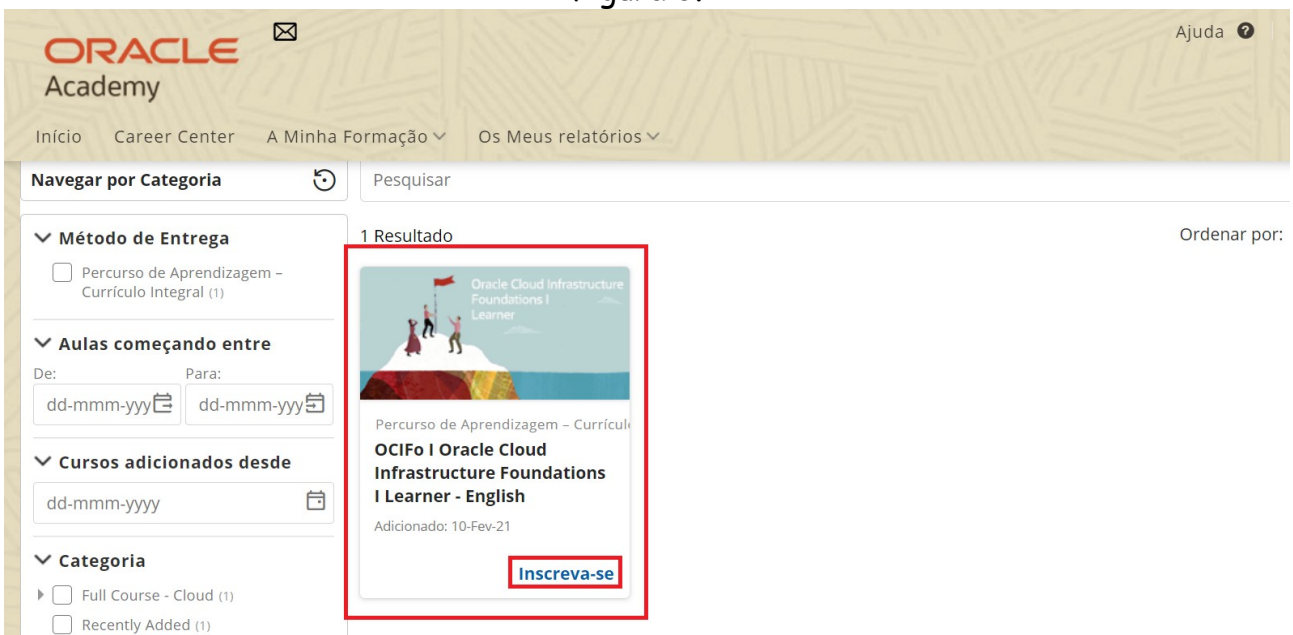 Ajuda
ORACLE
Academy
Início Career Center A Minha Formação Os Meus relatórios
Navegar por Categoria
Pesquisar
Método de Entrega
Percurso de Aprendizagem –
Currículo Integral (1)
Aulas começando entre
De: Para:
dd-mmm-yyy dd-mmm-yyy
Cursos adicionados desde
dd-mmm-yyyy
Categoria
Full Course - Cloud (1)
Recently Added (1)
1 Resultado
Ordenar por:
Oracle Cloud Infrastructure
Foundations I
Learner
Percurso de Aprendizagem – Currícul
OCIFo I Oracle Cloud
Infrastructure Foundations
I Learner - English
Adicionado: 10-Fev-21
Inscreva-se